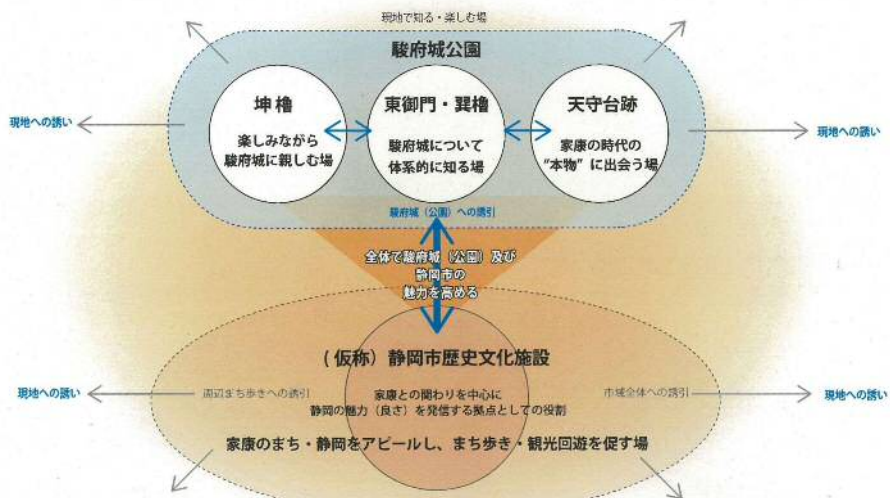 現地で知る・楽しむ場
駿府城公園
坤櫓
楽しみながら
駿府城に親しむ場
東御門・巽櫓
駿府城について
体系的に知る場
天守台跡
家康の時代の
“本物”に出会う場
現地への誘い
現地への誘い
駿府城（公園）への誘引
全体で駿府城（公園）及び
静岡市の
魅力を高める
（仮称）静岡市歴史文化施設
現地への誘い
周辺まち歩きへの誘引
家康との関わりを中心に
静岡の魅力（良さ）を発信する拠点としての役割
市域全体への誘引
現地への誘い
家康のまち・静岡をアピールし、まち歩き・観光回遊を促す場